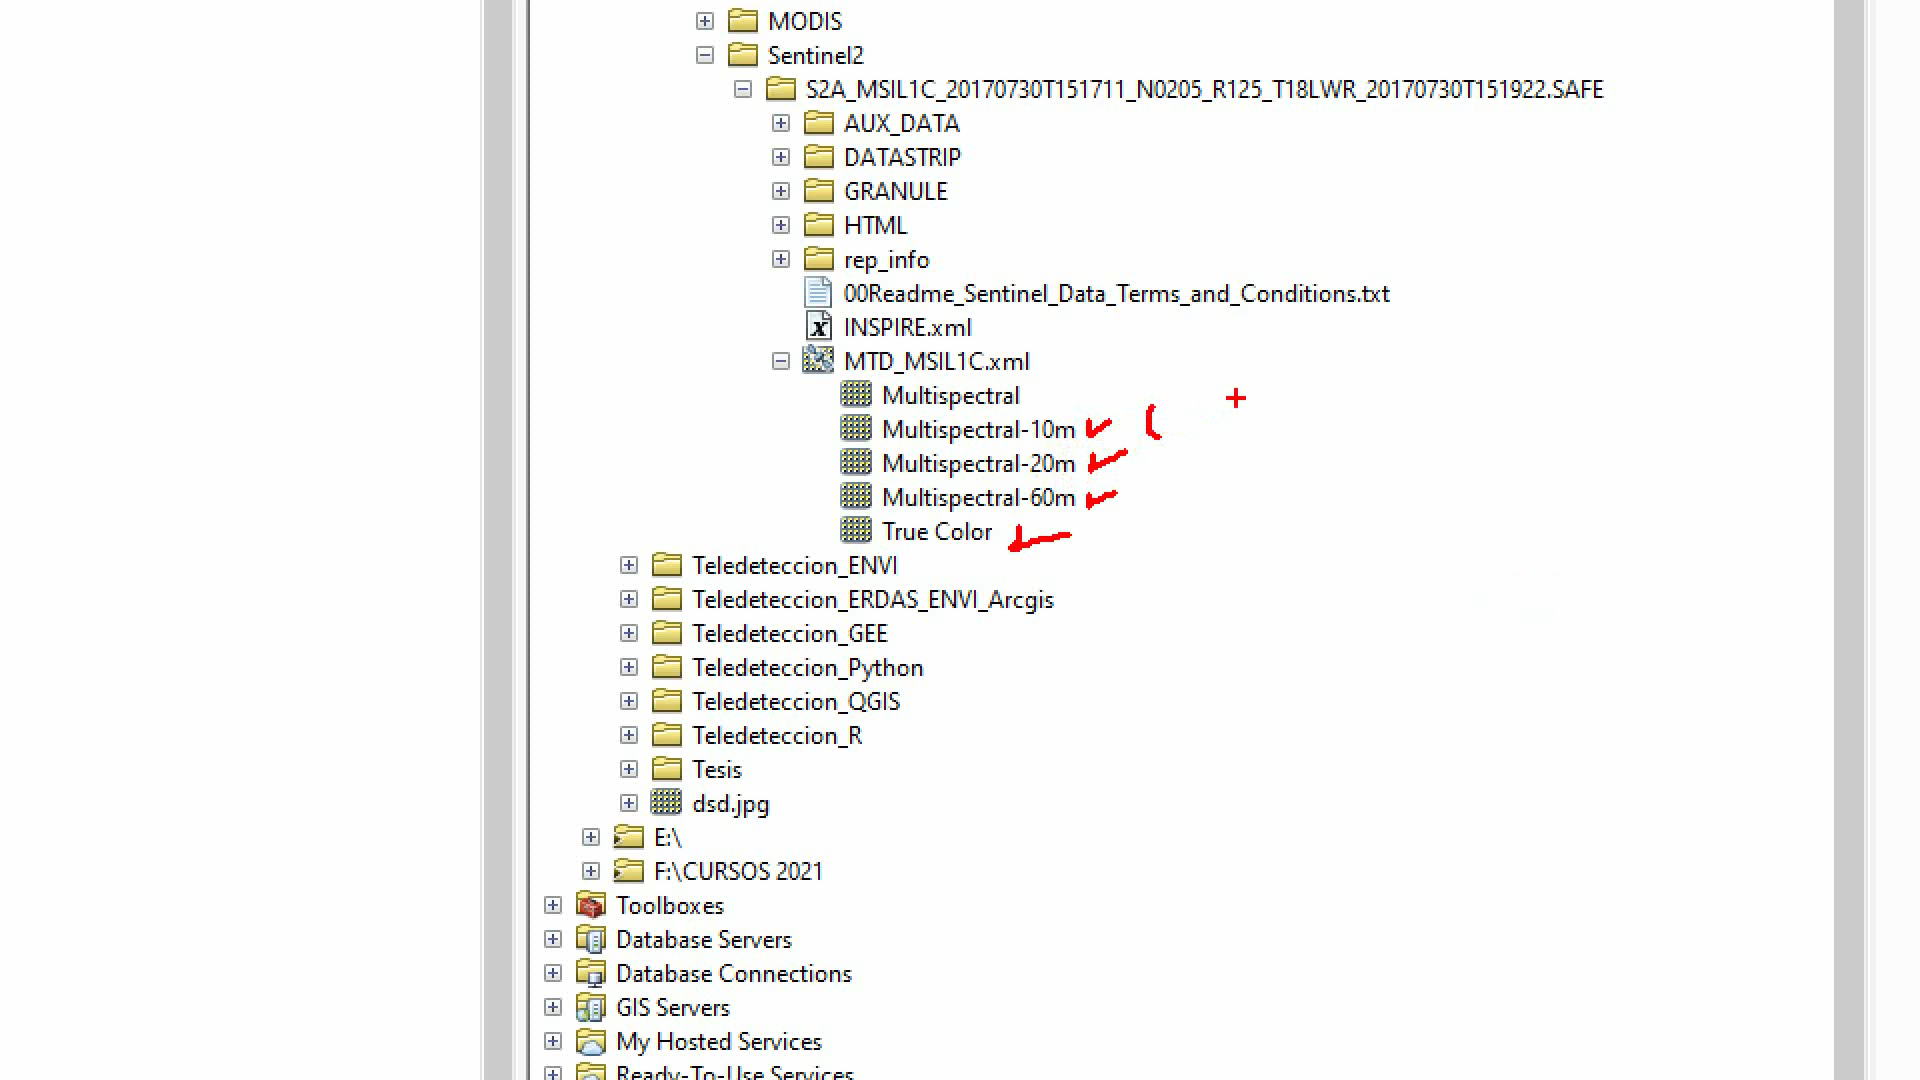 MODIS
Sentinel2
S2A_MSIL1C_20170730T151711_N0205_R125_T18LWR_20170730T151922.SAFE
AUX_DATA
DATASTRIP
GRANULE
HTML
rep_info
00Readme_Sentinel_Data_Terms_and_Conditions.txt
INSPIRE.xml
MTD_MSIL1C.xml
Multispectral
Multispectral-10m
Multispectral-20m
Multispectral-60m
True Color
Teledeteccion_ENVI
Teledeteccion_ERDAS_ENVI_Arcgis
Teledeteccion_GEE
Teledeteccion_Python
Teledeteccion_QGIS
Teledeteccion_R
Tesis
dsd.jpg
E:\
F:\CURSOS 2021
Toolboxes
Database Servers
Database Connections
GIS Servers
My Hosted Services
Ready-To-Use Services